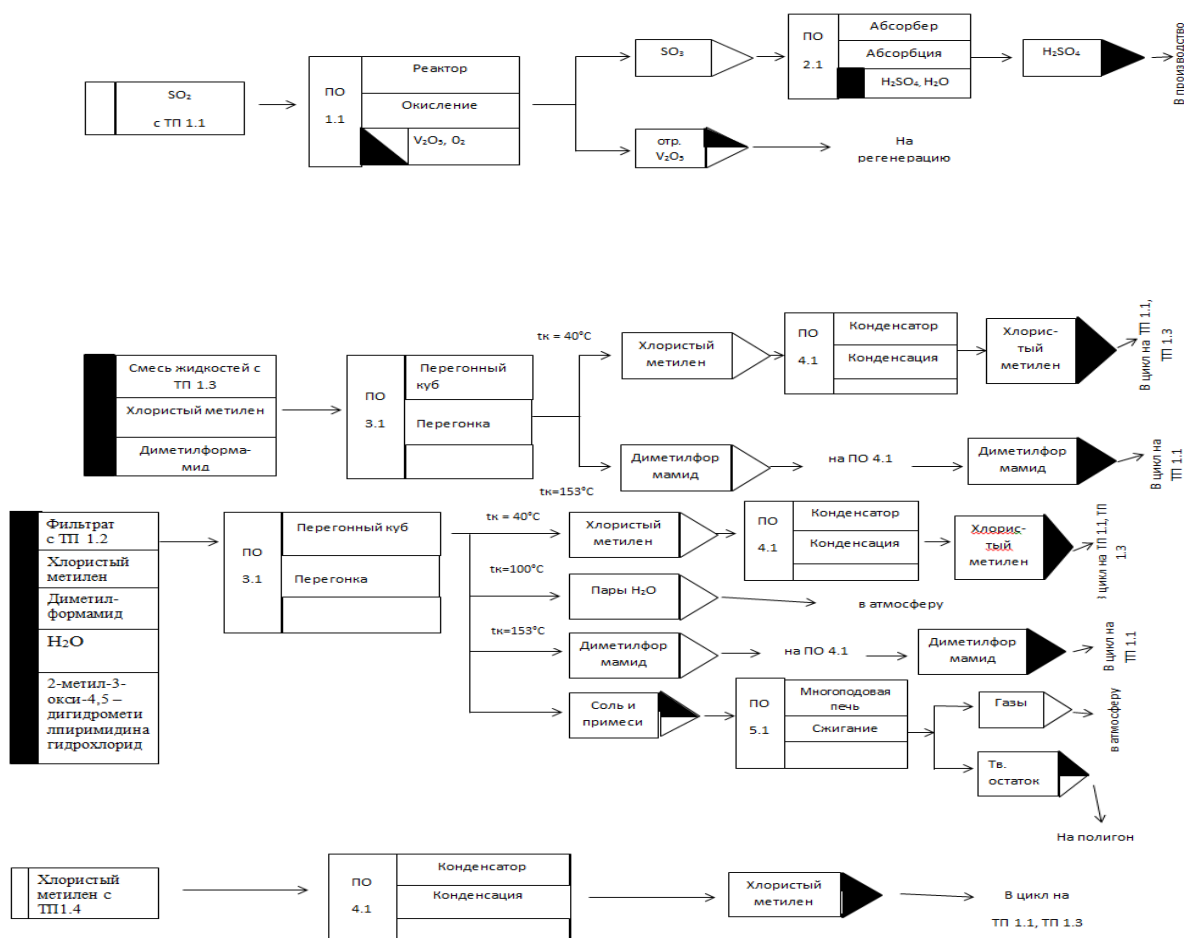 SO₂
с ТП 1.1
ПО
1.1
Реактор
Окисление
V₂O₅, 0₂
SO₃
отр.
V₂O₅
На
регенерацию
ПО
2.1
Абсорбер
Абсорбция
H₂SO₄, H₂O
H₂SO₄
В производство
Смесь жидкостей с
ТП 1.3
Хлористый метилен
Диметилформа-
мид
ПО
3.1
Перегонный
куб
Перегонка
tк = 40°С
Хлористый
метилен
ПО
4.1
Конденсатор
Конденсация
Хлорис-
тый
метилен
В цикл на ТП 1.1,
ТП 1.3
tк=153°С
Диметилфор
мамид
на ПО 4.1
Диметилфор
мамид
В цикл на
ТП 1.1
Фильтрат
с ТП 1.2
Хлористый
метилен
Диметил-
формамид
H₂O
2-метил-3-
окси-4,5 –
дигидромети
лпиримидина
гидрохлорид
ПО
3.1
Перегонный куб
Перегонка
tк = 40°С
Хлористый
метилен
ПО
4.1
Конденсатор
Конденсация
Хлорис-
тый
метилен
В цикл на ТП 1.1, ТП
1.3
tк=100°С
Пары H₂O
в атмосферу
tк=153°С
Диметилфор
мамид
на ПО 4.1
Диметилфор
мамид
В цикл на
ТП 1.1
Соль и
примеси
ПО
5.1
Многоподовая
печь
Сжигание
Газы
в атмосферу
Тв.
остаток
На полигон
Хлористый
метилен с
ТП1.4
ПО
4.1
Конденсатор
Конденсация
Хлористый
метилен
В цикл на
ТП 1.1, ТП 1.3